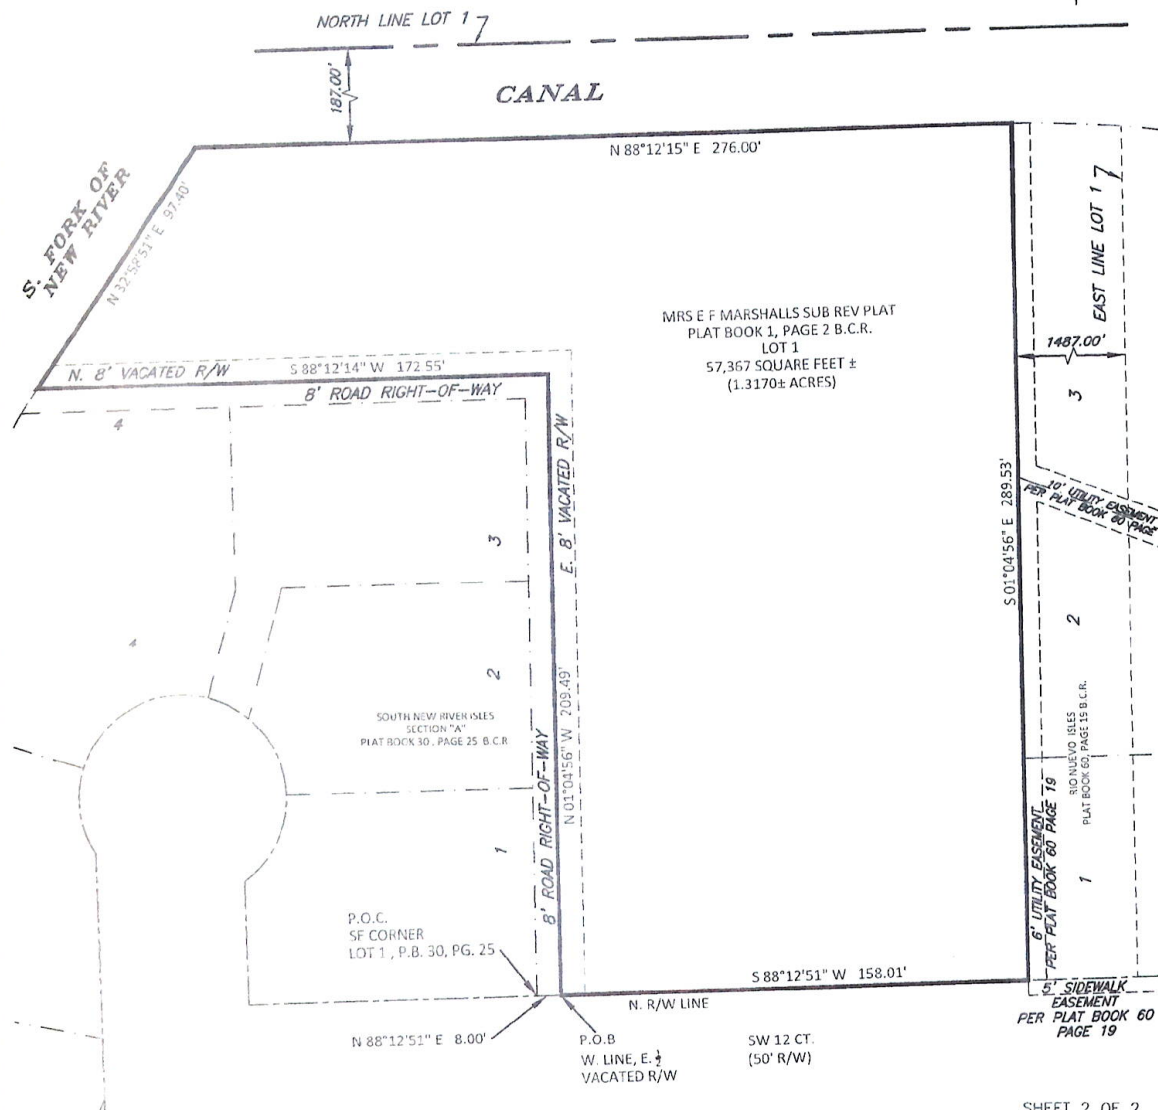 NORTH LINE LOT 1
187.00'
CANAL
N 88°12'15" E 276.00'
S. FORK OF
NEW RIVER
N 32°58'51" E 97.40'
EAST LINE LOT 1
MRS E F MARSHALLS SUB REV PLAT
PLAT BOOK 1, PAGE 2 B.C.R.
LOT 1
57,367 SQUARE FEET ±
(1.3170± ACRES)
1487.00'
N. 8' VACATED R/W
S 88°12'14" W 172 55'
8' ROAD RIGHT-OF-WAY
4
3
E. 8' VACATED R/W
10' UTILITY EASEMENT
PER PLAT BOOK 60 PAGE
S 01°04'56" E 289.53'
3
4
2
2
SOUTH NEW RIVER ISLES
SECTION "A"
PLAT BOOK 30, PAGE 25 B.C.R
N 01°04'56" W 209.49'
8' ROAD RIGHT-OF-WAY
RIO NUEVO ISLES
PLAT BOOK 60, PAGE 15 B.C.R.
6' UTILITY EASEMENT
PER PLAT BOOK 60 PAGE 19
1
1
P.O.C.
SF CORNER
LOT 1 , P.B. 30, PG. 25
S 88°12'51" W 158.01'
N. R/W LINE
5' SIDEWALK
EASEMENT
PER PLAT BOOK 60
PAGE 19
N 88°12'51" E 8.00'
P.O.B
W. LINE, E. ½
VACATED R/W
SW 12 CT.
(50' R/W)
SHEET 2 OF 2